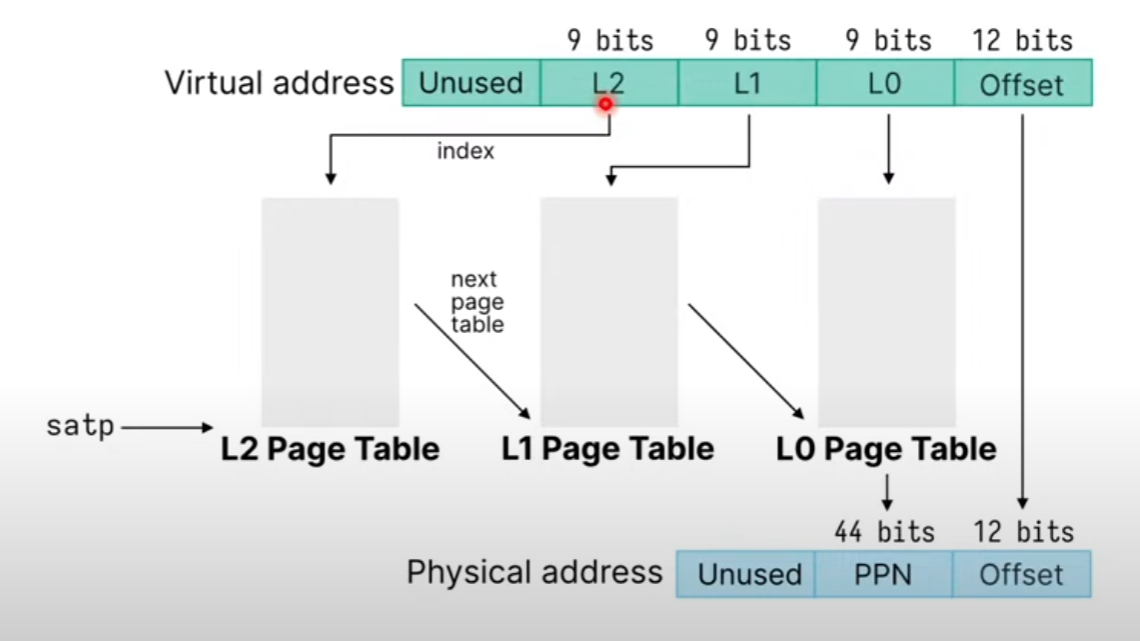 9 bits 9 bits 9 bits 12 bits
Virtual address Unused L2 L1 L0 Offset
index
next
page
table
satp
L2 Page Table L1 Page Table L0 Page Table
44 bits 12 bits
Physical address Unused PPN Offset